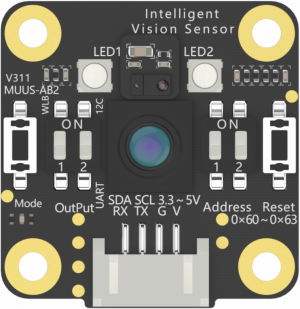 Intelligent
Vision Sensor
LED1
LED2
V311
MUUS-AB2
WLB
12C
ON
ON
1 2
1 2
UART
SDA SCL 3.3~5V
RX TX G V
Mode
OutPut
Address Reset
0×60~0×63